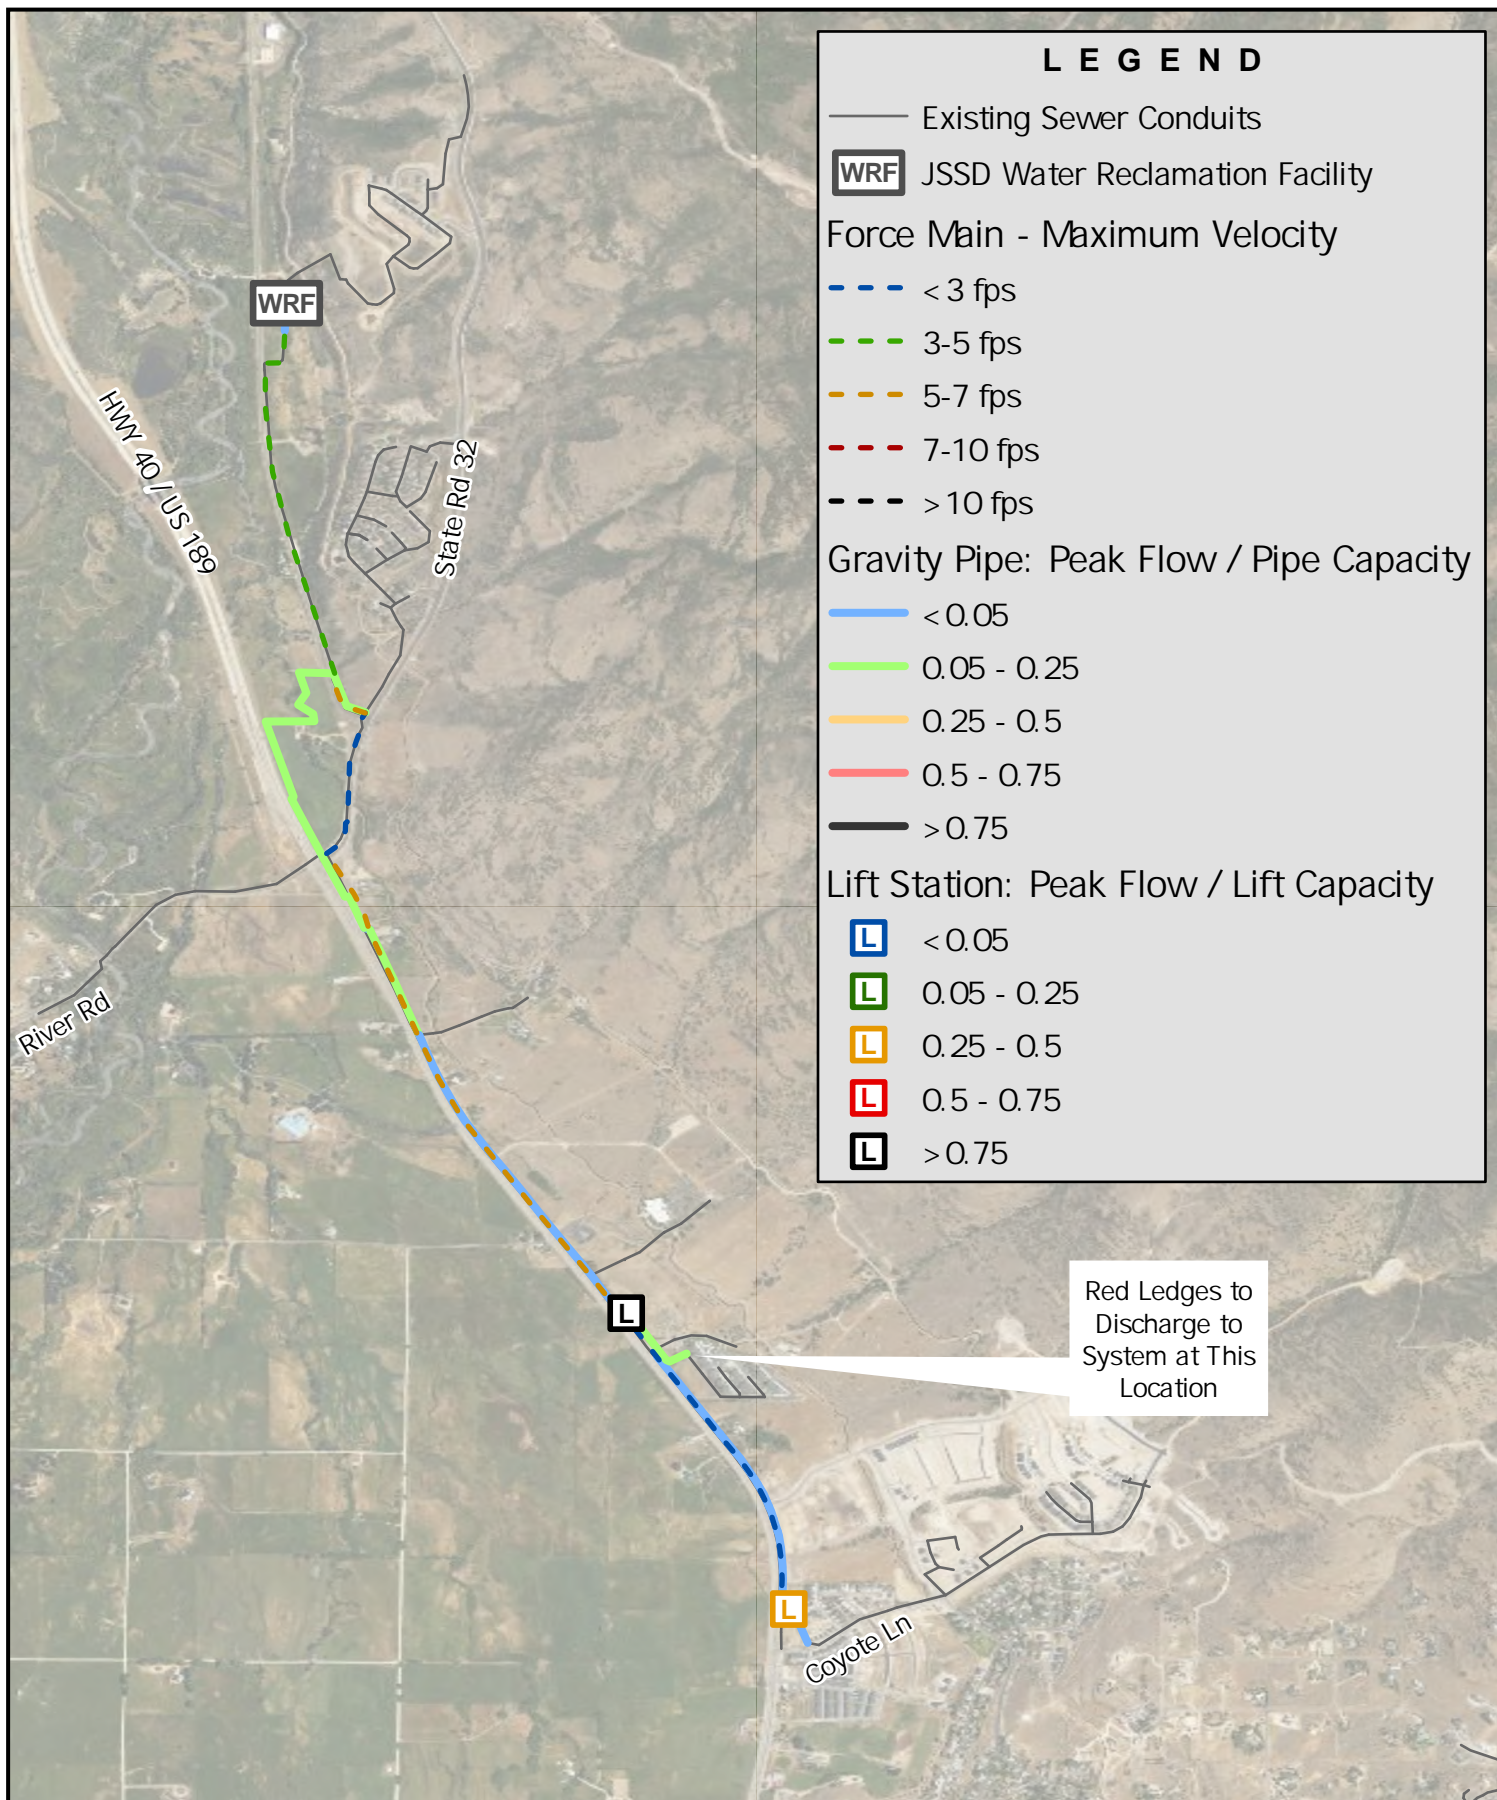 LEGEND
Existing Sewer Conduits
WRF JSSD Water Reclamation Facility
Force Main - Maximum Velocity
<3 fps
3-5 fps
5-7 fps
7-10 fps
>10 fps
Gravity Pipe: Peak Flow / Pipe Capacity
<0.05
0.05 - 0.25
0.25 - 0.5
0.5 - 0.75
>0.75
Lift Station: Peak Flow / Lift Capacity
L <0.05
L 0.05 - 0.25
L 0.25 - 0.5
L 0.5 - 0.75
L >0.75
WRF
HWY 40 / US 189
State Rd 32
River Rd
L
Red Ledges to
Discharge to
System at This
Location
L
Coyote Ln